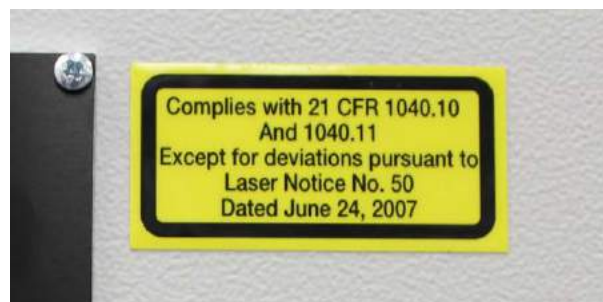 Complies with 21 CFR 1040.10
And 1040.11
Except for deviations pursuant to
Laser Notice No. 50
Dated June 24, 2007